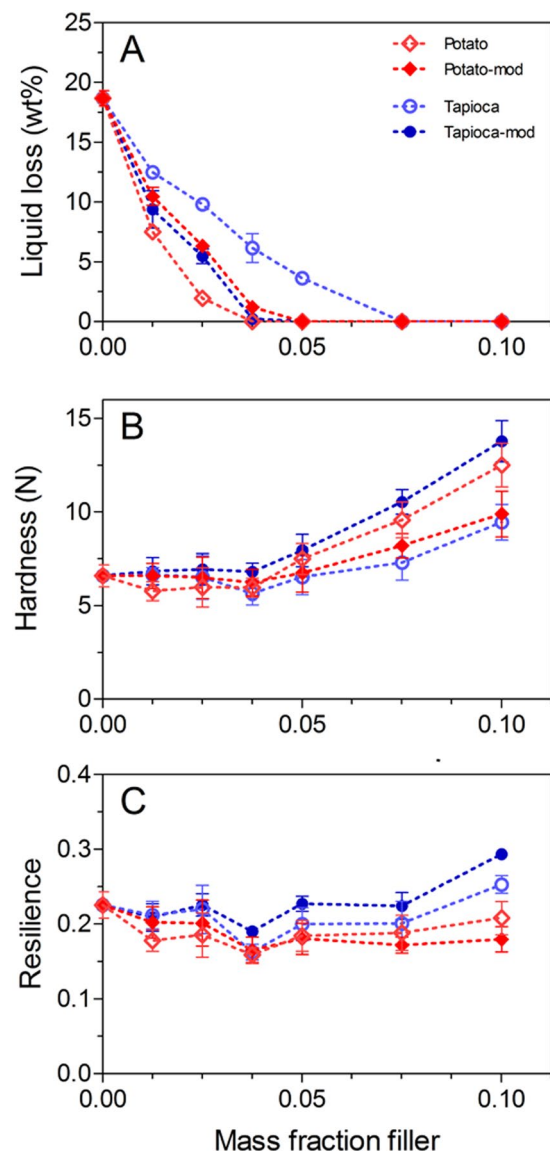 A
Potato
Potato-mod
Tapioca
Tapioca-mod
Liquid loss (wt%)
25
20
15
10
5
0
0.00
0.05
0.10
B
Hardness (N)
15
10
5
0
0.00
0.05
0.10
C
Resilience
0.4
0.3
0.2
0.1
0.0
0.00
0.05
0.10
Mass fraction filler